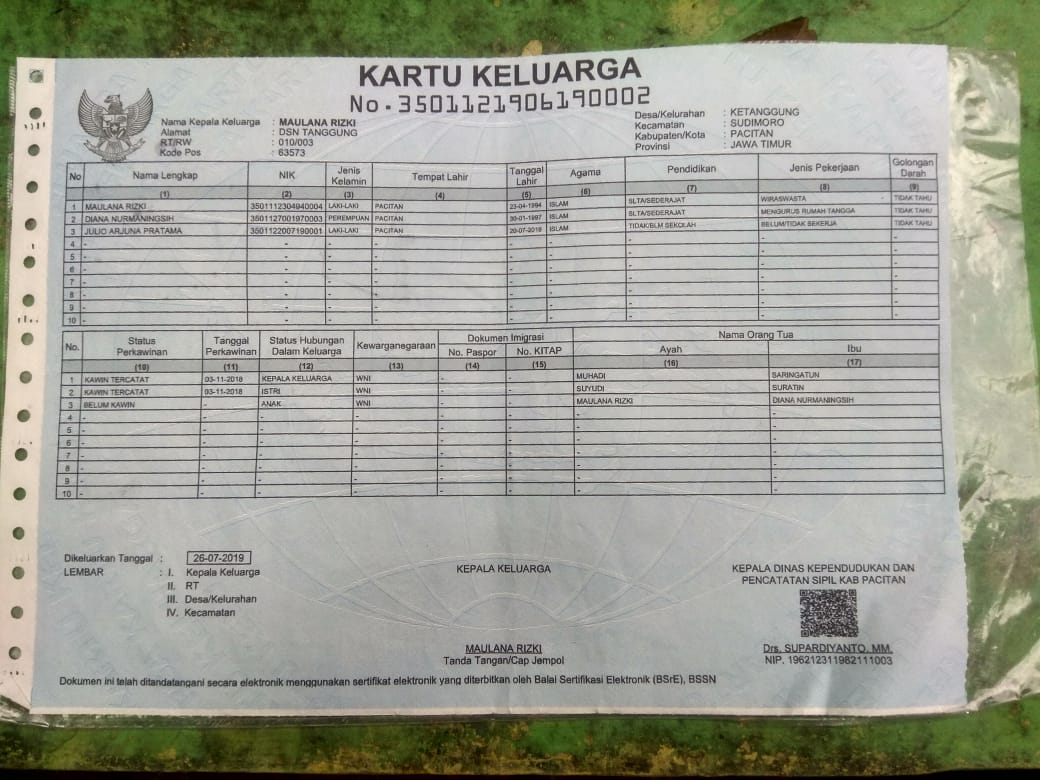 KARTU KELUARGA
No. 3501121906190002
Nama Kepala Keluarga : MAULANA RIZKI
Alamat : DSN TANGGUNG
RT/RW : 010/003
Kode Pos : 63573
Desa/Kelurahan : KETANGGUNG
Kecamatan : SUDIMORO
Kabupaten/Kota : PACITAN
Provinsi : JAWA TIMUR
No Nama Lengkap NIK Jenis Kelamin Tempat Lahir Tanggal Lahir Agama Pendidikan Jenis Pekerjaan Golongan Darah
(1) (2) (3) (4) (5) (6) (7) (8) (9)
1 MAULANA RIZKI 3501112304940004 LAKI-LAKI PACITAN 23-04-1994 ISLAM SLTA/SEDERAJAT WIRASWASTA TIDAK TAHU
2 DIANA NURMANINGSIH 3501127001970003 PEREMPUAN PACITAN 30-01-1997 ISLAM SLTA/SEDERAJAT MENGURUS RUMAH TANGGA TIDAK TAHU
3 JULIO ARJUNA PRATAMA 3501122007190001 LAKI-LAKI PACITAN 20-07-2019 ISLAM TIDAK/BLM SEKOLAH BELUM/TIDAK BEKERJA TIDAK TAHU
4 - - - - - - - - -
5 - - - - - - - - -
6 - - - - - - - - -
7 - - - - - - - - -
8 - - - - - - - - -
9 - - - - - - - - -
10 - - - - - - - - -
No. Status Perkawinan Tanggal Perkawinan Status Hubungan Dalam Keluarga Kewarganegaraan Dokumen Imigrasi Nama Orang Tua
No. Paspor No. KITAP Ayah Ibu
(10) (11) (12) (13) (14) (15) (16) (17)
1 KAWIN TERCATAT 03-11-2018 KEPALA KELUARGA WNI - - MUHADI SARINGATUN
2 KAWIN TERCATAT 03-11-2018 ISTRI WNI - - SUYUDI SURATIN
3 BELUM KAWIN - ANAK WNI - - MAULANA RIZKI DIANA NURMANINGSIH
4 - - - - - - - -
5 - - - - - - - -
6 - - - - - - - -
7 - - - - - - - -
8 - - - - - - - -
9 - - - - - - - -
10 - - - - - - - -
Dikeluarkan Tanggal : 26-07-2019
LEMBAR : I. Kepala Keluarga
II. RT
III. Desa/Kelurahan
IV. Kecamatan
KEPALA KELUARGA
MAULANA RIZKI
Tanda Tangan/Cap Jempol
KEPALA DINAS KEPENDUDUKAN DAN
PENCATATAN SIPIL KAB PACITAN
Drs. SUPARDIYANTO, MM.
NIP. 196212311982111003
Dokumen ini telah ditandatangani secara elektronik menggunakan sertifikat elektronik yang diterbitkan oleh Balai Sertifikasi Elektronik (BSrE), BSSN